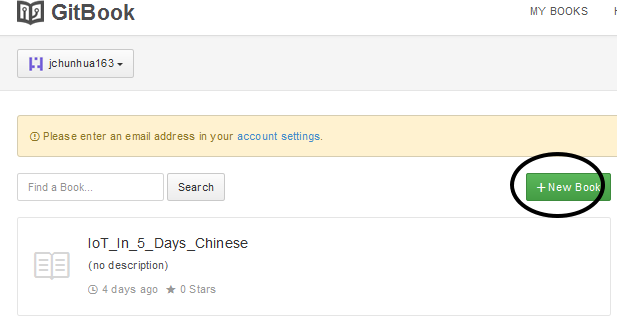 GitBook
MY BOOKS
jchunhua163
Please enter an email address in your account settings.
Find a Book...
Search
+ New Book
IoT_In_5_Days_Chinese
(no description)
4 days ago ★ 0 Stars